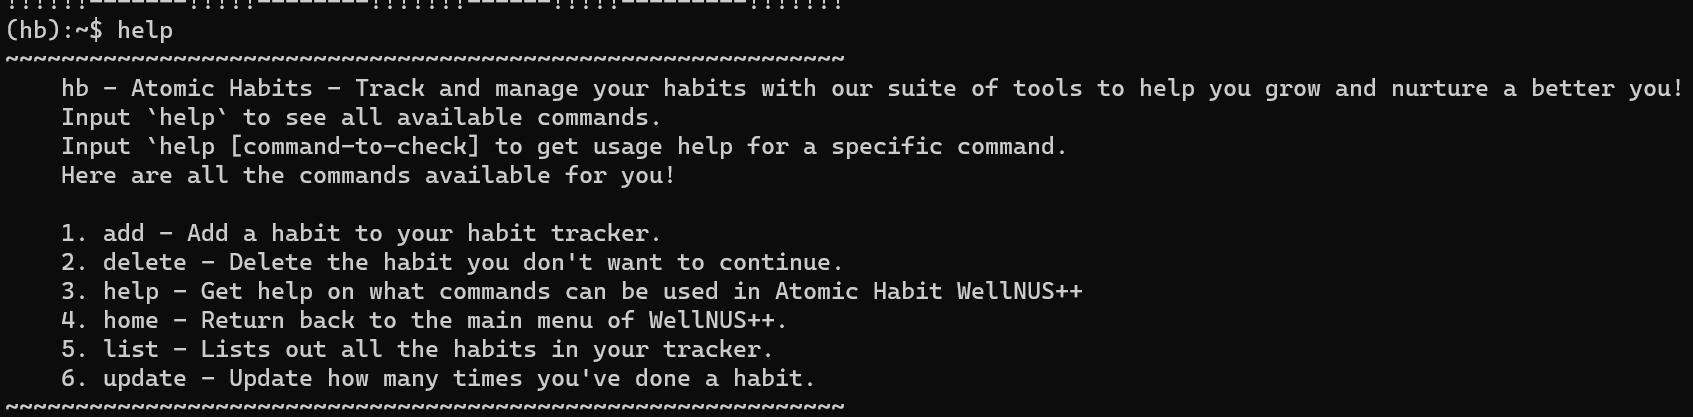 (hb):~$ help
~~~~~~~~~~~~~~~~~~~~~~~~~~~~~~~~~~~~~~~~~~~~~~~~~~~~~~~~~~~~
hb - Atomic Habits - Track and manage your habits with our suite of tools to help you grow and nurture a better you!
Input `help` to see all available commands.
Input `help [command-to-check] to get usage help for a specific command.
Here are all the commands available for you!
1. add - Add a habit to your habit tracker.
2. delete - Delete the habit you don't want to continue.
3. help - Get help on what commands can be used in Atomic Habit WellNUS++
4. home - Return back to the main menu of WellNUS++.
5. list - Lists out all the habits in your tracker.
6. update - Update how many times you've done a habit.
~~~~~~~~~~~~~~~~~~~~~~~~~~~~~~~~~~~~~~~~~~~~~~~~~~~~~~~~~~~~